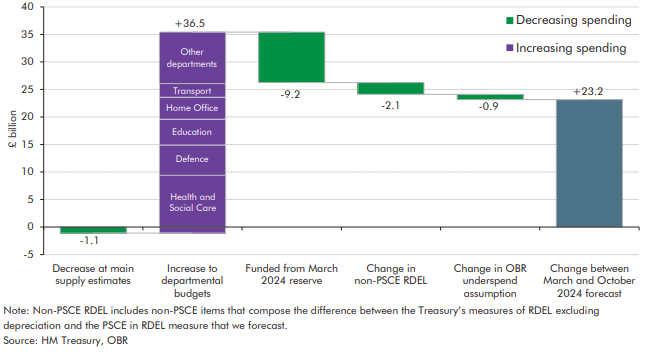 40
35
30
25
20
15
10
5
0
-5
£ billion
Decreasing spending
Increasing spending
+36.5
Other
departments
Transport
Home Office
Education
Defence
Health and
Social Care
-1.1
-9.2
-2.1
-0.9
+23.2
Decrease at main
supply estimates
Increase to
departmental
budgets
Funded from March
2024 reserve
Change in
non-PSCE RDEL
Change in OBR
underspend
assumption
Change between
March and October
2024 forecast
Note: Non-PSCE RDEL includes non-PSCE items that compose the difference between the Treasury's measures of RDEL excluding
depreciation and the PSCE in RDEL measure that we forecast.
Source: HM Treasury, OBR